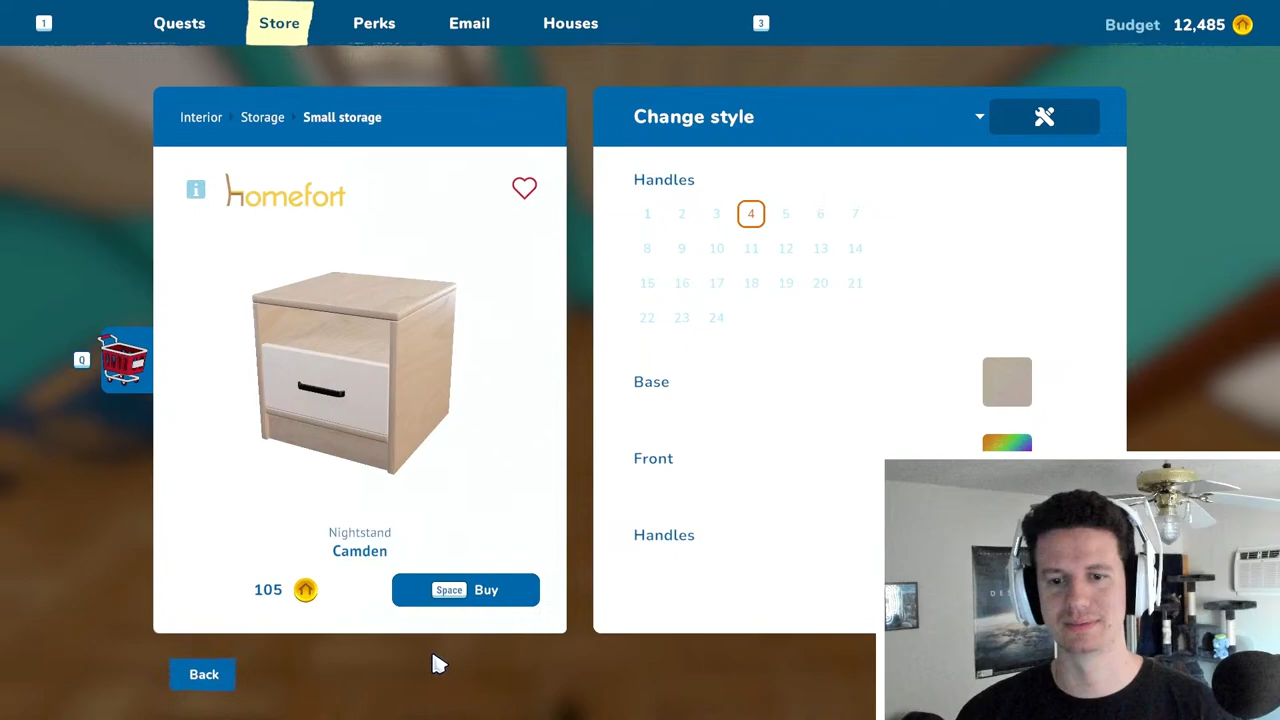 1 Quests Store Perks Email Houses 3 Budget 12,485
Interior Storage Small storage
Change style
i homefort
Handles
1 2 3 4 5 6 7
8 9 10 11 12 13 14
15 16 17 18 19 20 21
22 23 24
Q
Base
Front
Handles
Nightstand
Camden
105 Space Buy
Back